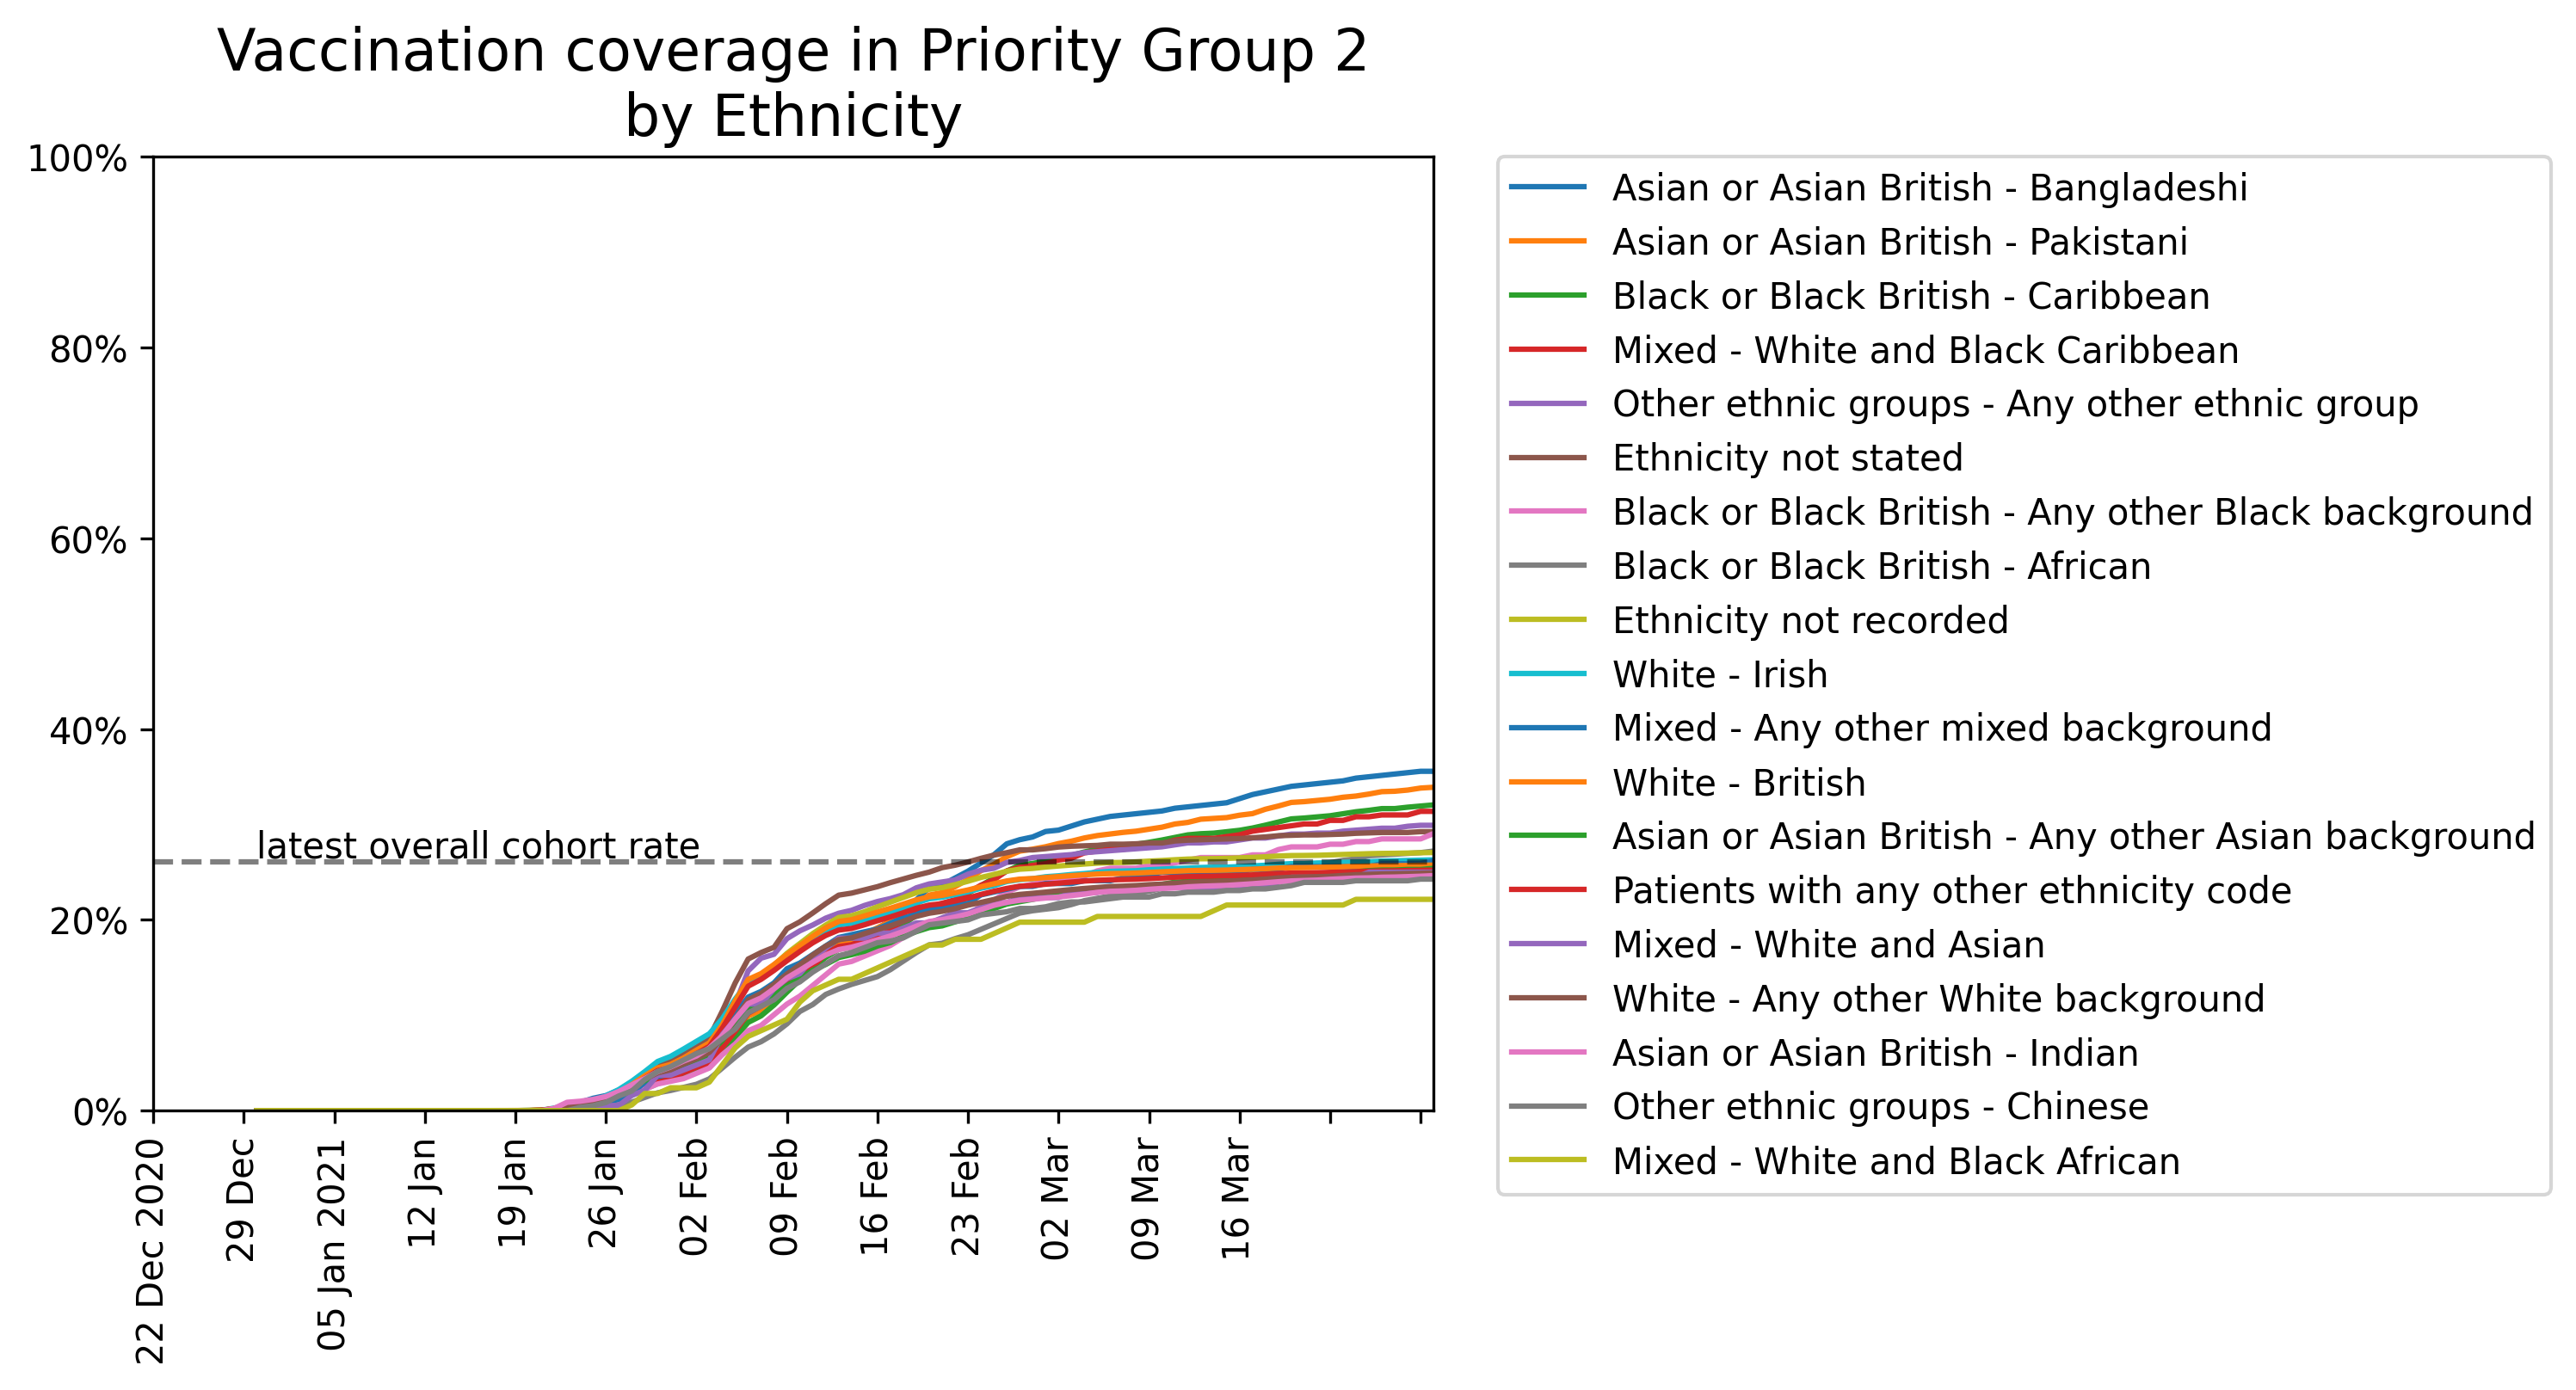 Vaccination coverage in Priority Group 2
by Ethnicity
100%
80%
60%
40%
20%
0%
latest overall cohort rate
22 Dec 2020
29 Dec
05 Jan 2021
12 Jan
19 Jan
26 Jan
02 Feb
09 Feb
16 Feb
23 Feb
02 Mar
09 Mar
16 Mar
Asian or Asian British - Bangladeshi
Asian or Asian British - Pakistani
Black or Black British - Caribbean
Mixed - White and Black Caribbean
Other ethnic groups - Any other ethnic group
Ethnicity not stated
Black or Black British - Any other Black background
Black or Black British - African
Ethnicity not recorded
White - Irish
Mixed - Any other mixed background
White - British
Asian or Asian British - Any other Asian background
Patients with any other ethnicity code
Mixed - White and Asian
White - Any other White background
Asian or Asian British - Indian
Other ethnic groups - Chinese
Mixed - White and Black African